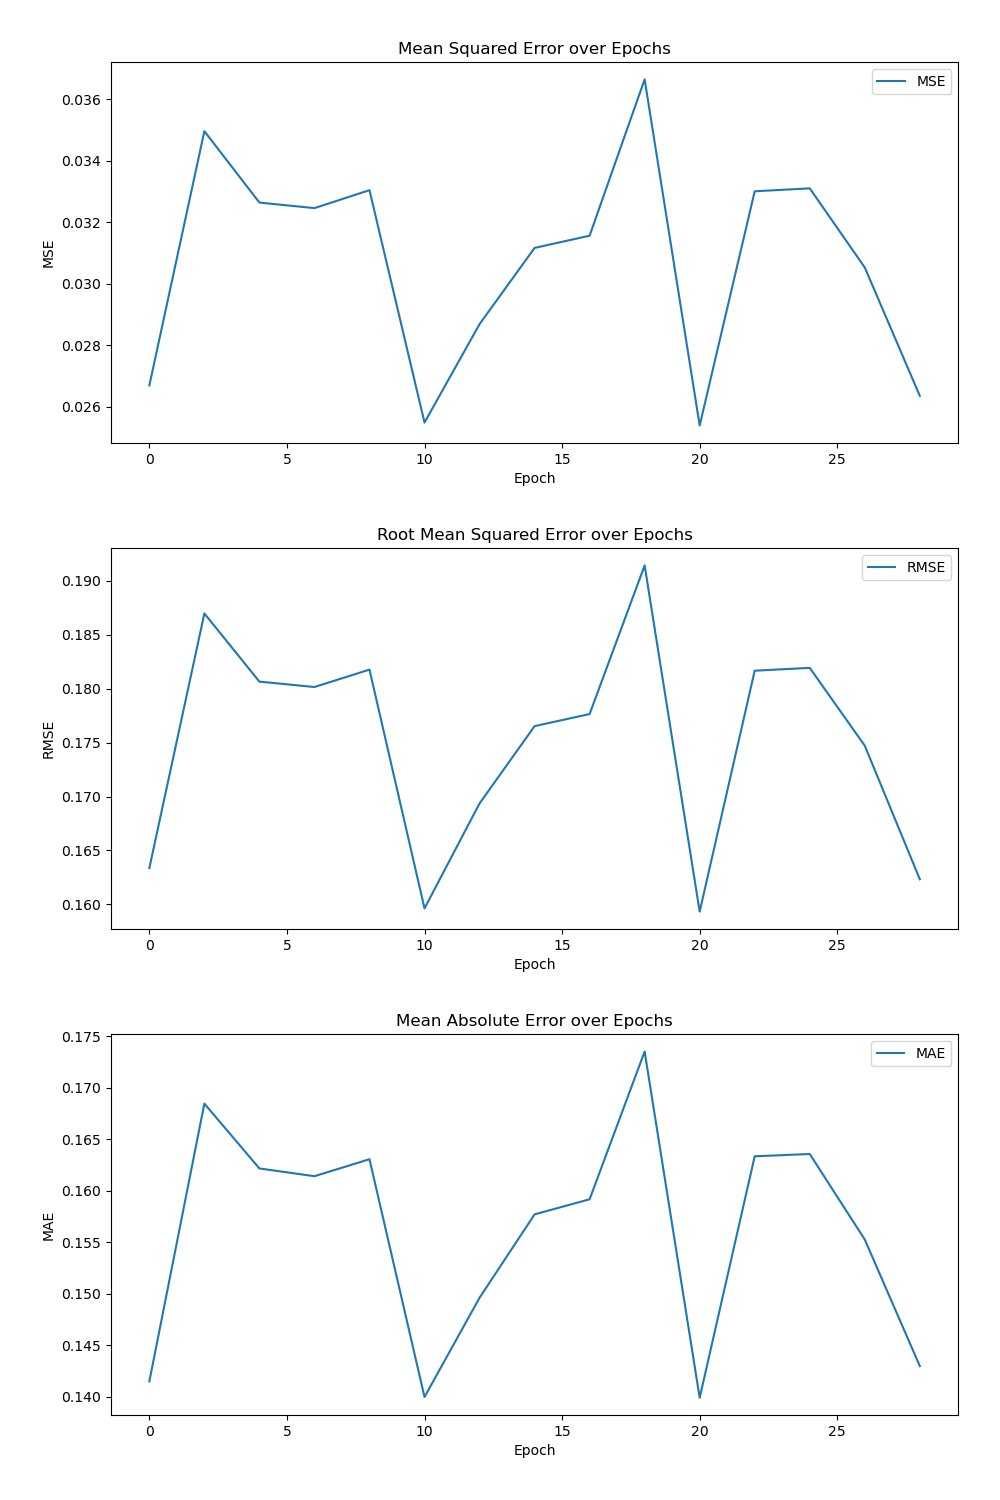 Mean Squared Error over Epochs
MSE
0.036
0.034
0.032
MSE
0.030
0.028
0.026
0 5 10 15 20 25
Epoch
Root Mean Squared Error over Epochs
RMSE
0.190
0.185
0.180
RMSE
0.175
0.170
0.165
0.160
0 5 10 15 20 25
Epoch
Mean Absolute Error over Epochs
0.175
MAE
0.170
0.165
0.160
MAE
0.155
0.150
0.145
0.140
0 5 10 15 20 25
Epoch